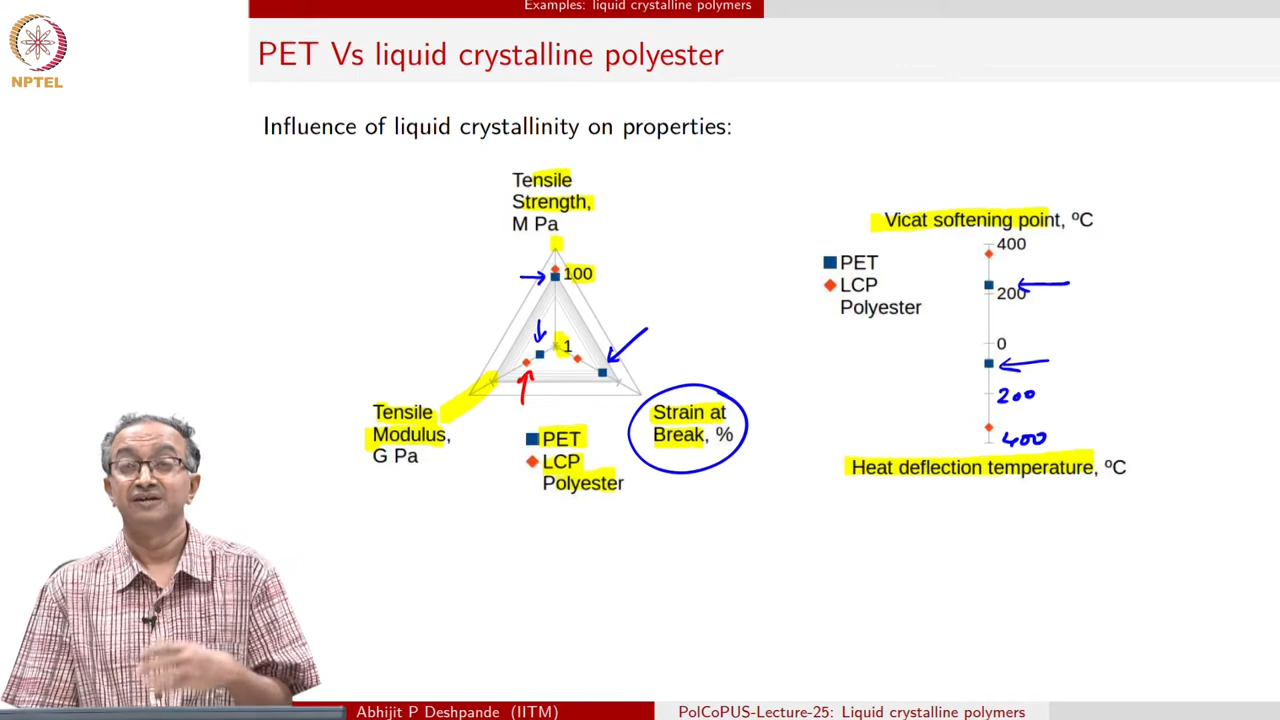 Examples: liquid crystalline polymers
NPTEL
PET Vs liquid crystalline polyester
Influence of liquid crystallinity on properties:
Tensile
Strength,
M Pa
100
1
Tensile
Modulus,
G Pa
Strain at
Break, %
PET
LCP
Polyester
Vicat softening point, ºC
400
PET
LCP
Polyester
200
0
200
400
Heat deflection temperature, ºC
Abhijit P Deshpande (IITM)
PolCoPUS-Lecture-25: Liquid crystalline polymers